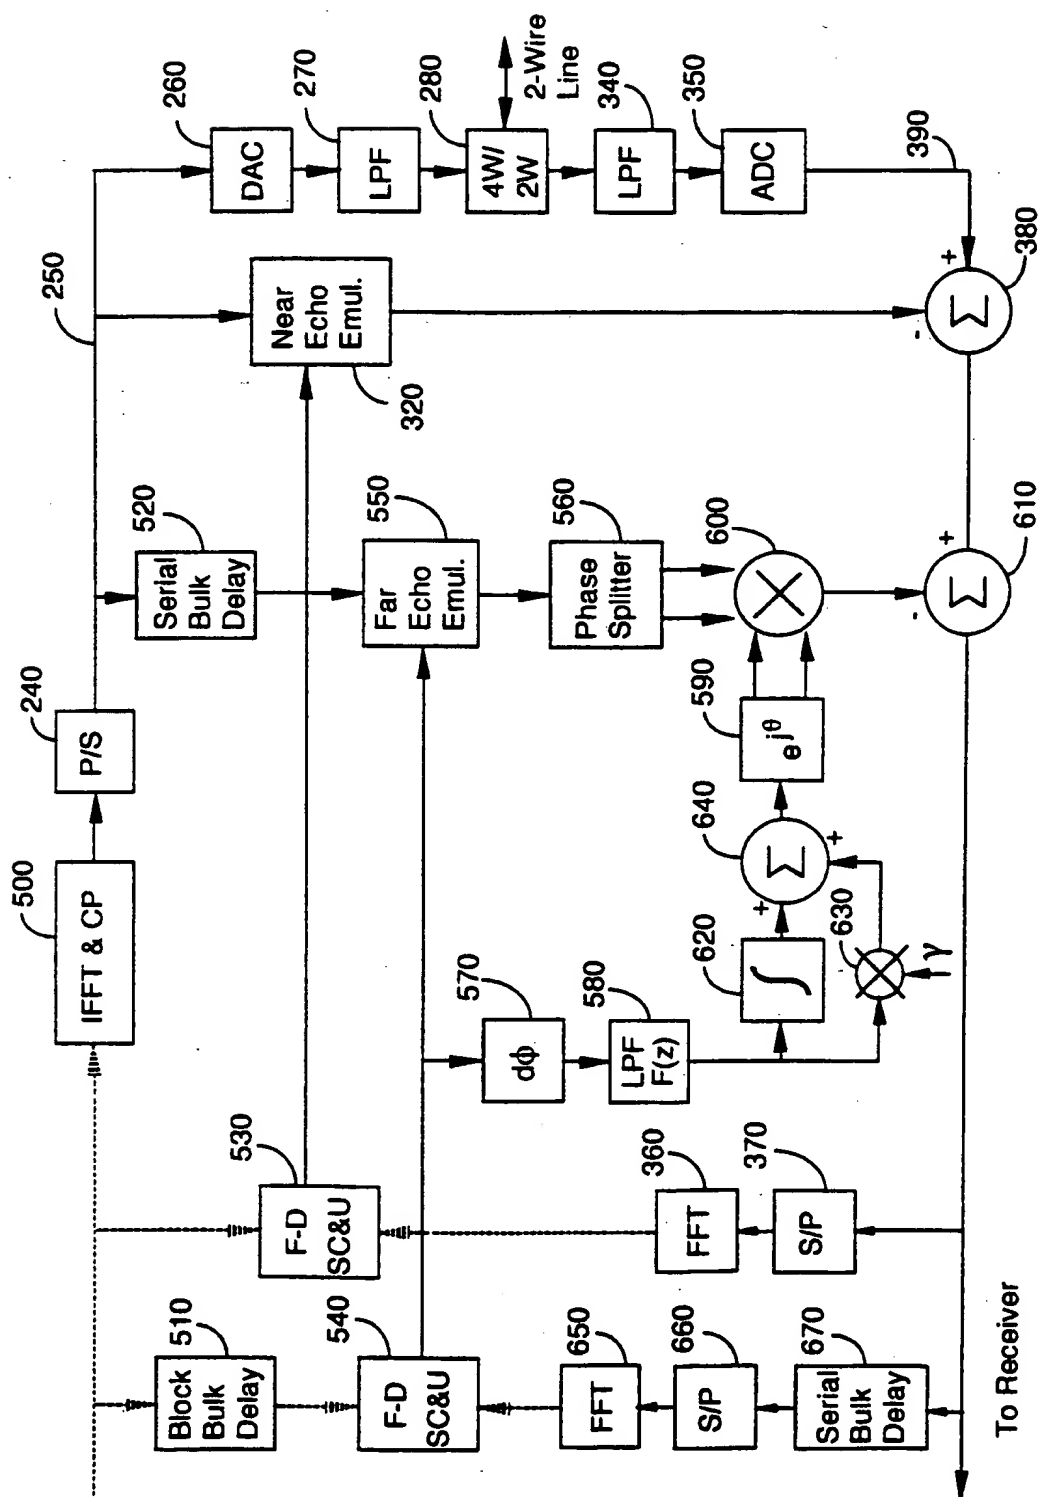 500
IFFT & CP
240
P/S
250
520
Serial
Bulk
Delay
260
DAC
270
LPF
280
4W/
2W
2-Wire
Line
340
LPF
350
ADC
390
Near
Echo
Emul.
320
+
-
Σ
380
510
Block
Bulk
Delay
530
F-D
SC&U
540
F-D
SC&U
550
Far
Echo
Emul.
560
Phase
Splitter
600
570
dϕ
580
LPF
F(z)
620
∫
+
640
Σ
+
630
γ
590
e^jθ
+
-
Σ
610
360
FFT
370
S/P
650
FFT
660
S/P
670
Serial
Bulk
Delay
To Receiver